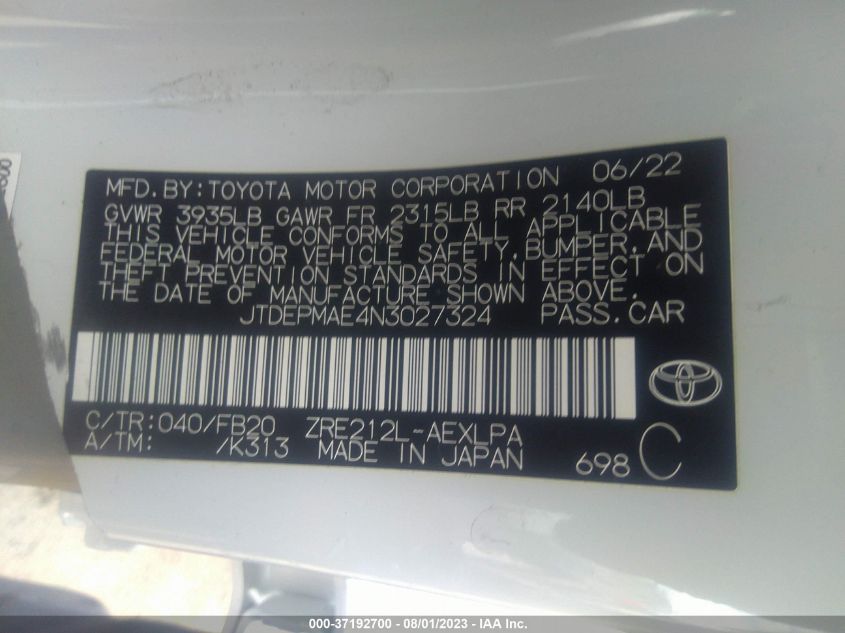 MFD.BY:TOYOTA MOTOR CORPORATION 06/22
GVWR 3935LB GAWR FR 2315LB RR 2140LB
THIS VEHICLE CONFORMS TO ALL APPLICABLE
FEDERAL MOTOR VEHICLE SAFETY,BUMPER,AND
THEFT PREVENTION STANDARDS IN EFFECT ON
THE DATE OF MANUFACTURE SHOWN ABOVE.
JTDEPMAE4N3027324 PASS.CAR
C/TR:040/FB20 ZRE212L-AEXLPA
A/TM: /K313 MADE IN JAPAN 698 C
000-37192700 - 08/01/2023 - IAA Inc.